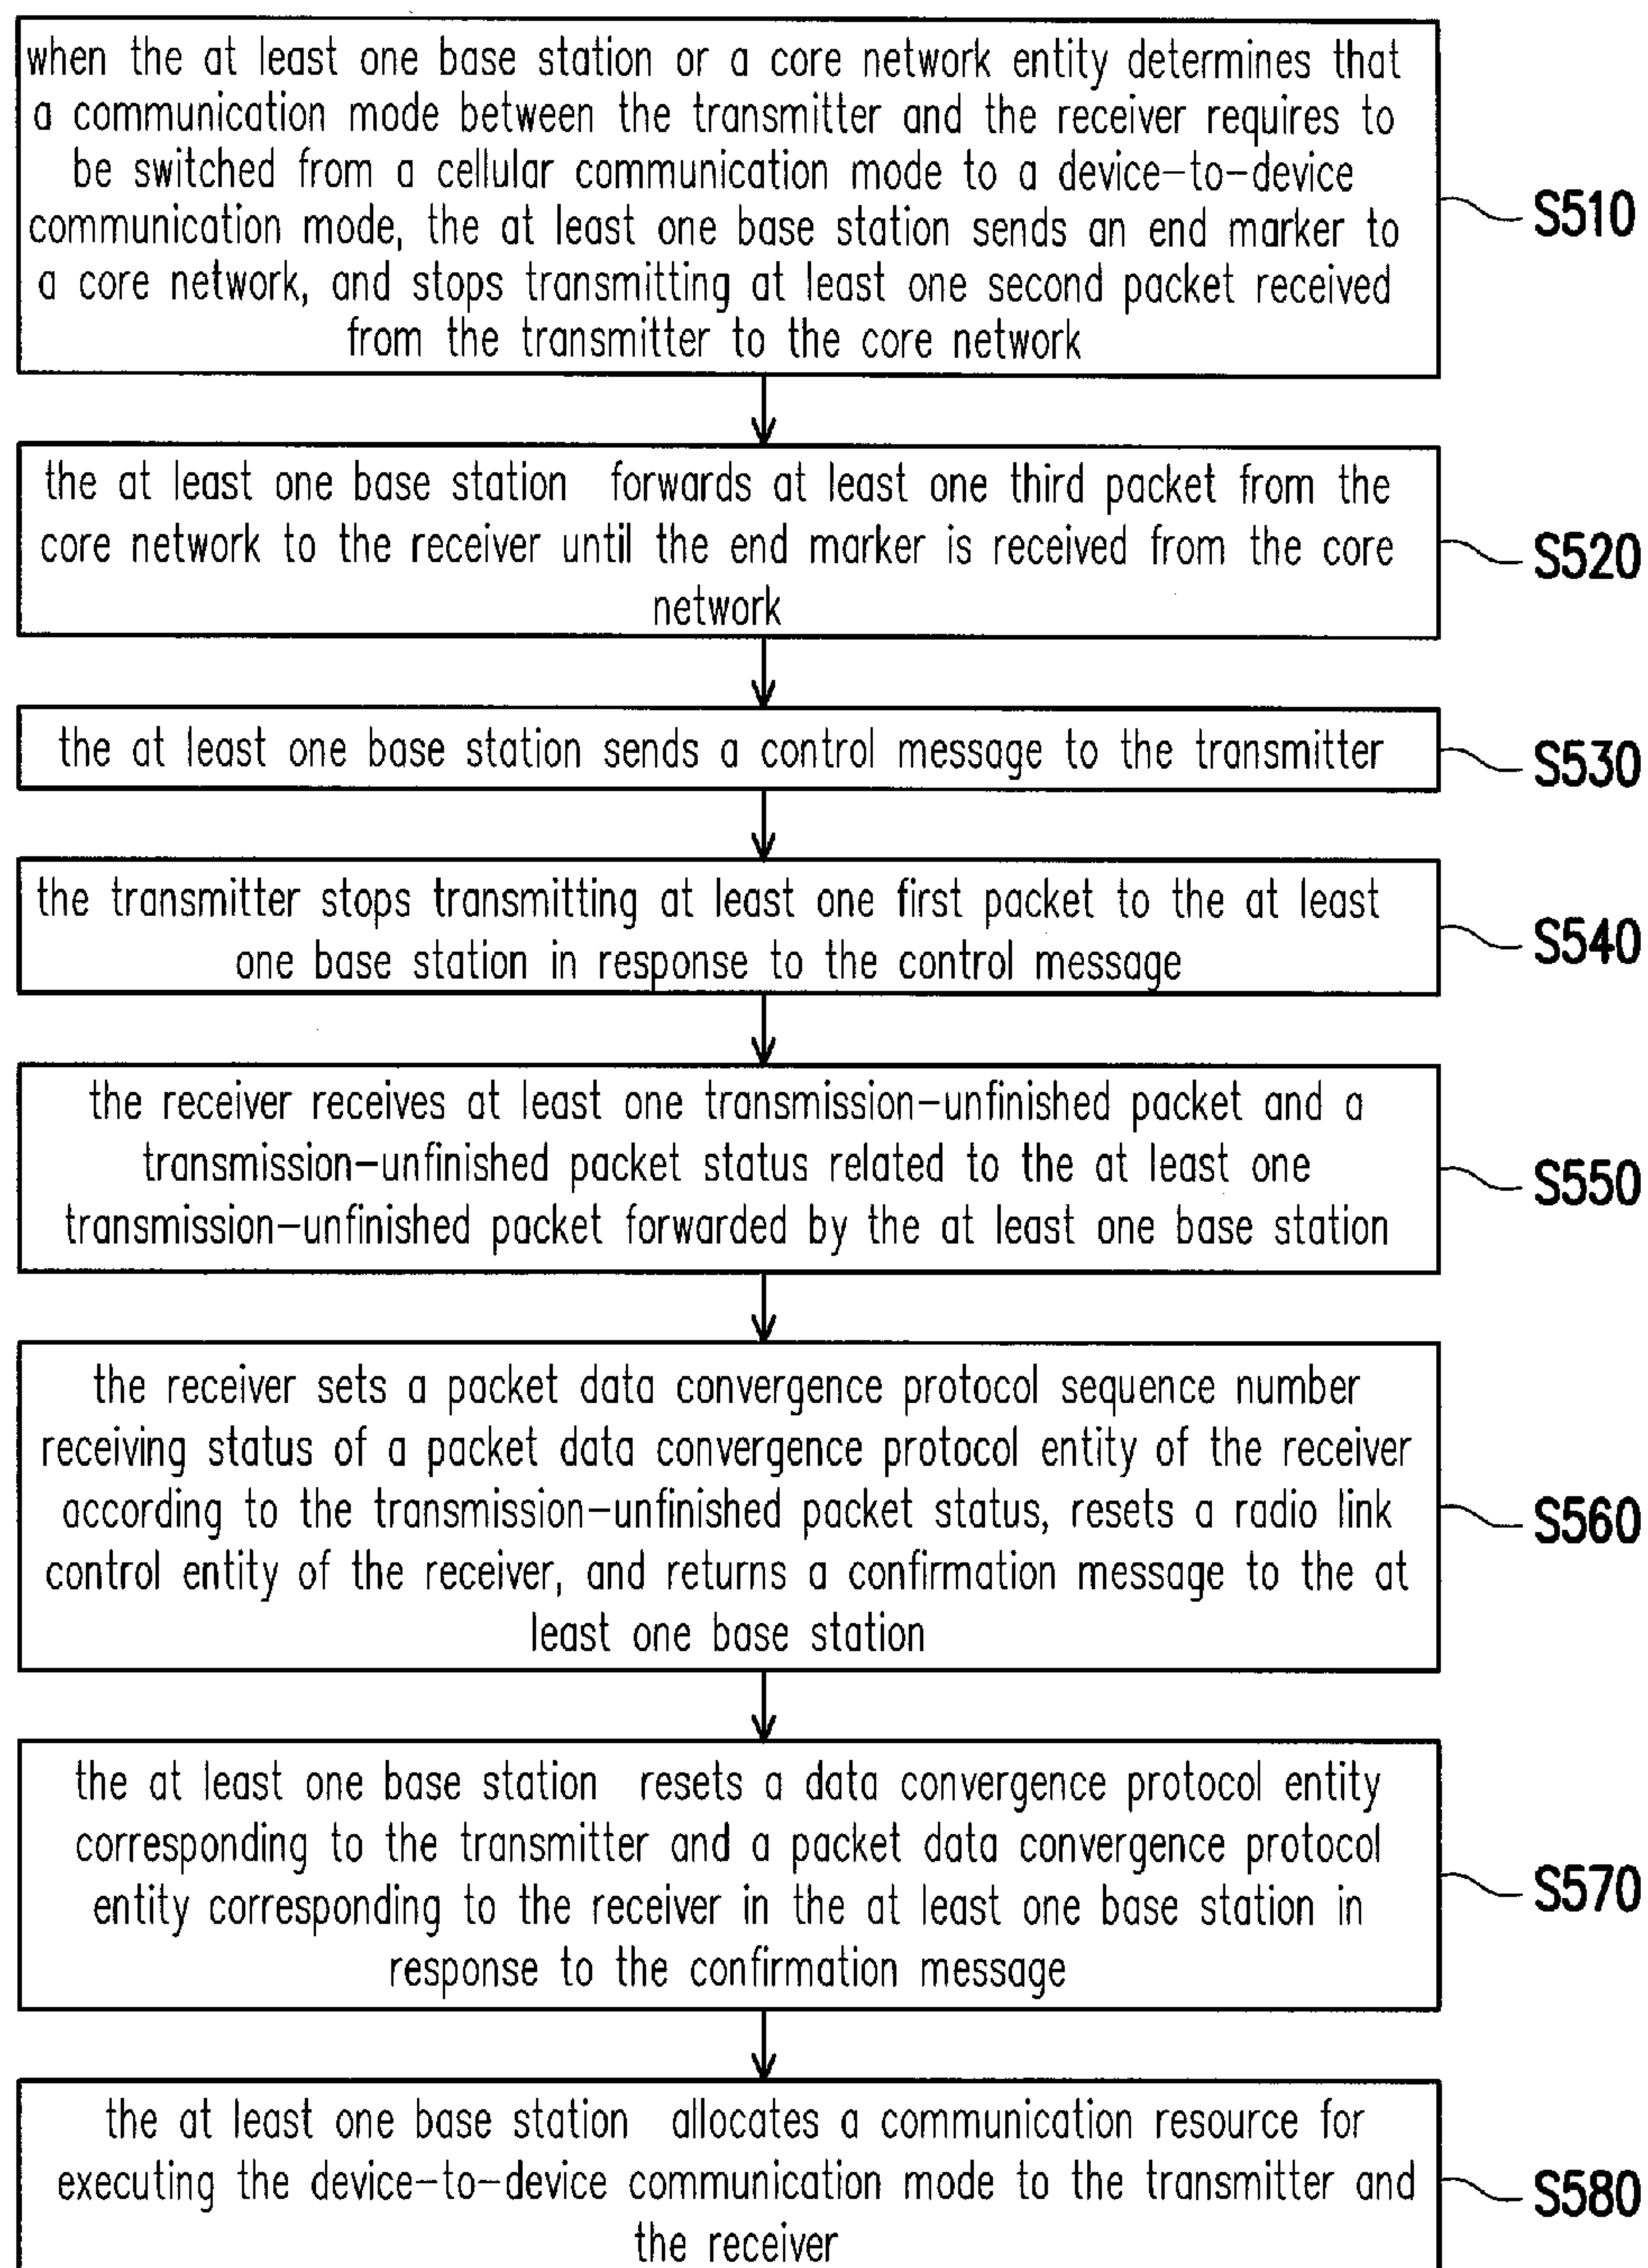 when the at least one base station or a core network entity determines that
a communication mode between the transmitter and the receiver requires to
be switched from a cellular communication mode to a device-to-device
communication mode, the at least one base station sends an end marker to
a core network, and stops transmitting at least one second packet received
from the transmitter to the core network
S510
the at least one base station forwards at least one third packet from the
core network to the receiver until the end marker is received from the core
network
S520
the at least one base station sends a control message to the transmitter
S530
the transmitter stops transmitting at least one first packet to the at least
one base station in response to the control message
S540
the receiver receives at least one transmission-unfinished packet and a
transmission-unfinished packet status related to the at least one
transmission-unfinished packet forwarded by the at least one base station
S550
the receiver sets a packet data convergence protocol sequence number
receiving status of a packet data convergence protocol entity of the receiver
according to the transmission-unfinished packet status, resets a radio link
control entity of the receiver, and returns a confirmation message to the at
least one base station
S560
the at least one base station resets a data convergence protocol entity
corresponding to the transmitter and a packet data convergence protocol
entity corresponding to the receiver in the at least one base station in
response to the confirmation message
S570
the at least one base station allocates a communication resource for
executing the device-to-device communication mode to the transmitter and
the receiver
S580